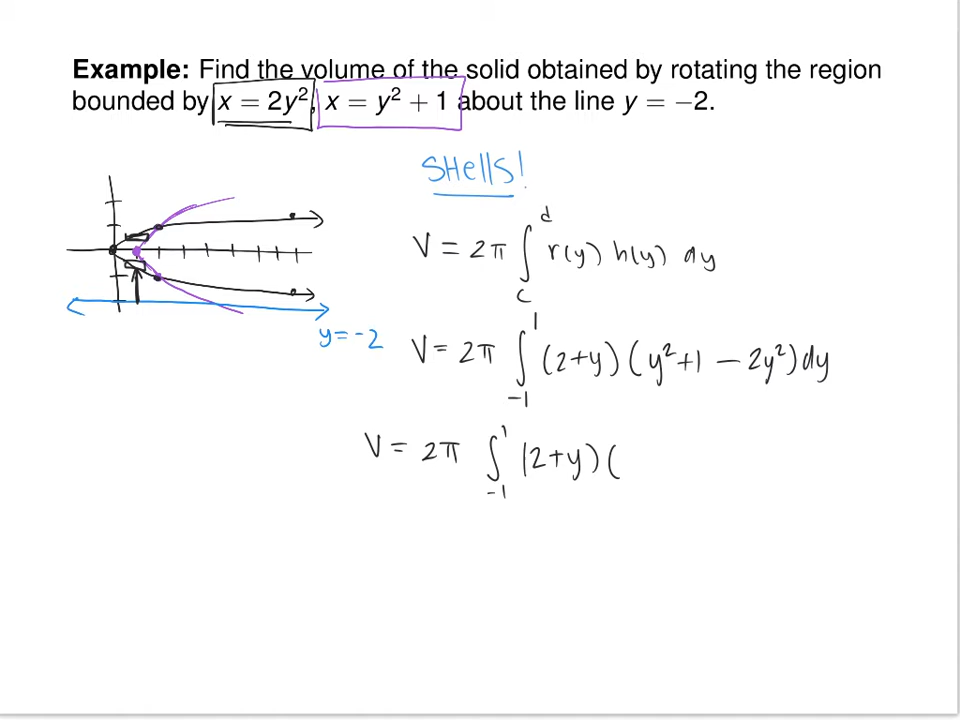 Example: Find the volume of the solid obtained by rotating the region
bounded by x = 2y², x = y² + 1 about the line y = −2.
SHellS!
V = 2π ∫_c^d r(y) h(y) dy
y = -2
V = 2π ∫_{-1}^1 (2+y) (y²+1 − 2y²) dy
V = 2π ∫_{-1}^1 (2+y) (